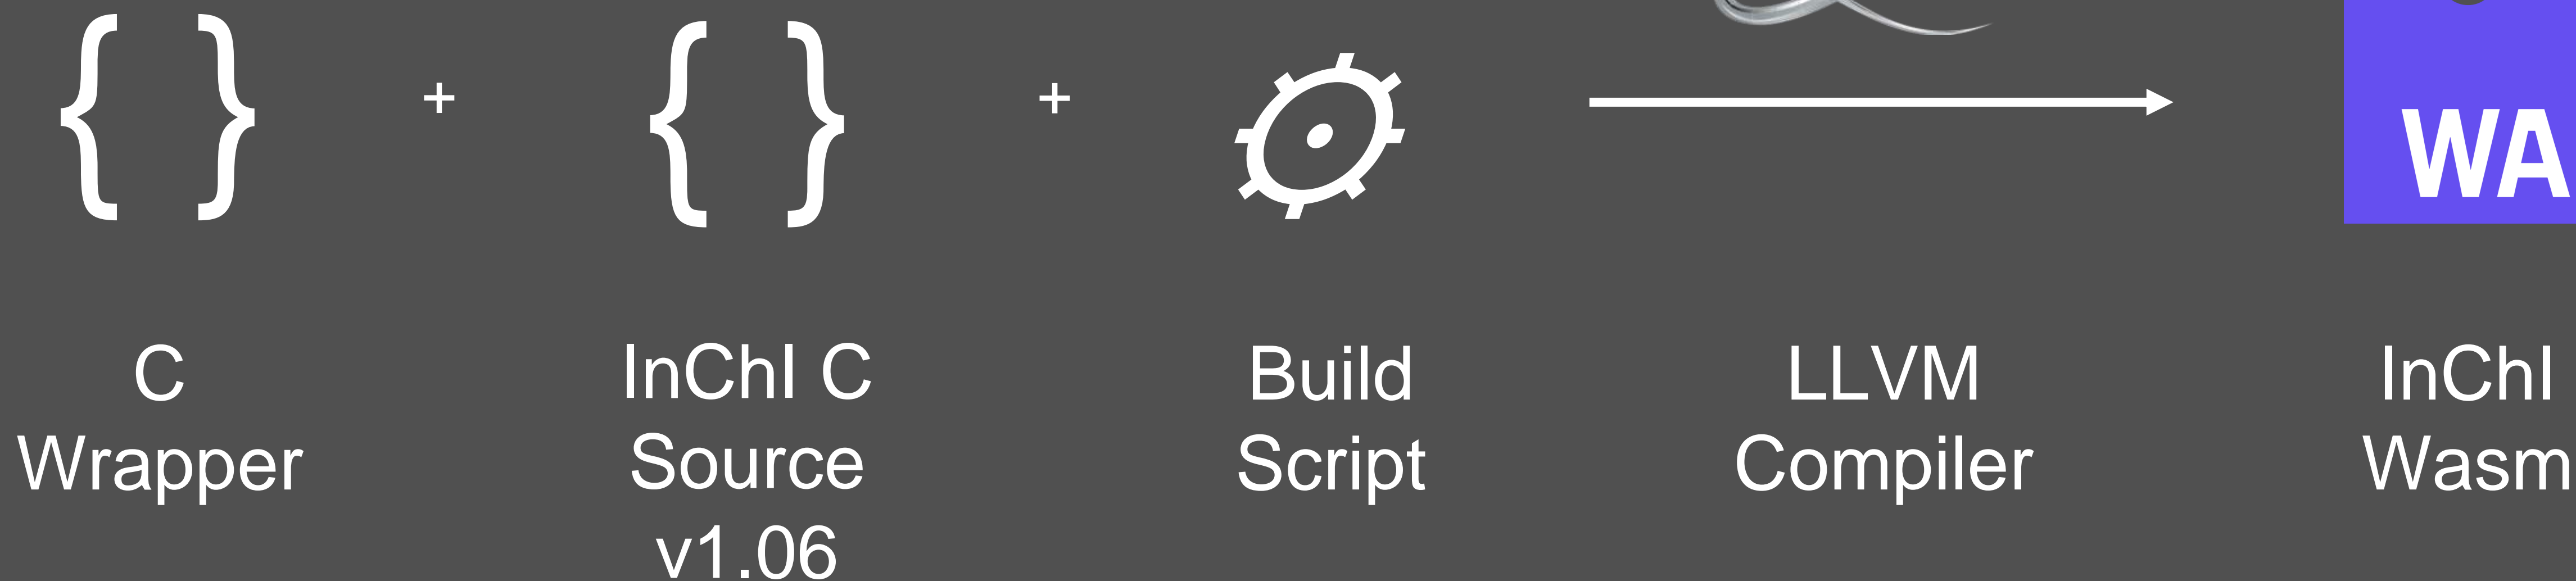 { } + { } +
WA
C
Wrapper
InChI C
Source
v1.06
Build
Script
LLVM
Compiler
InChI
Wasm